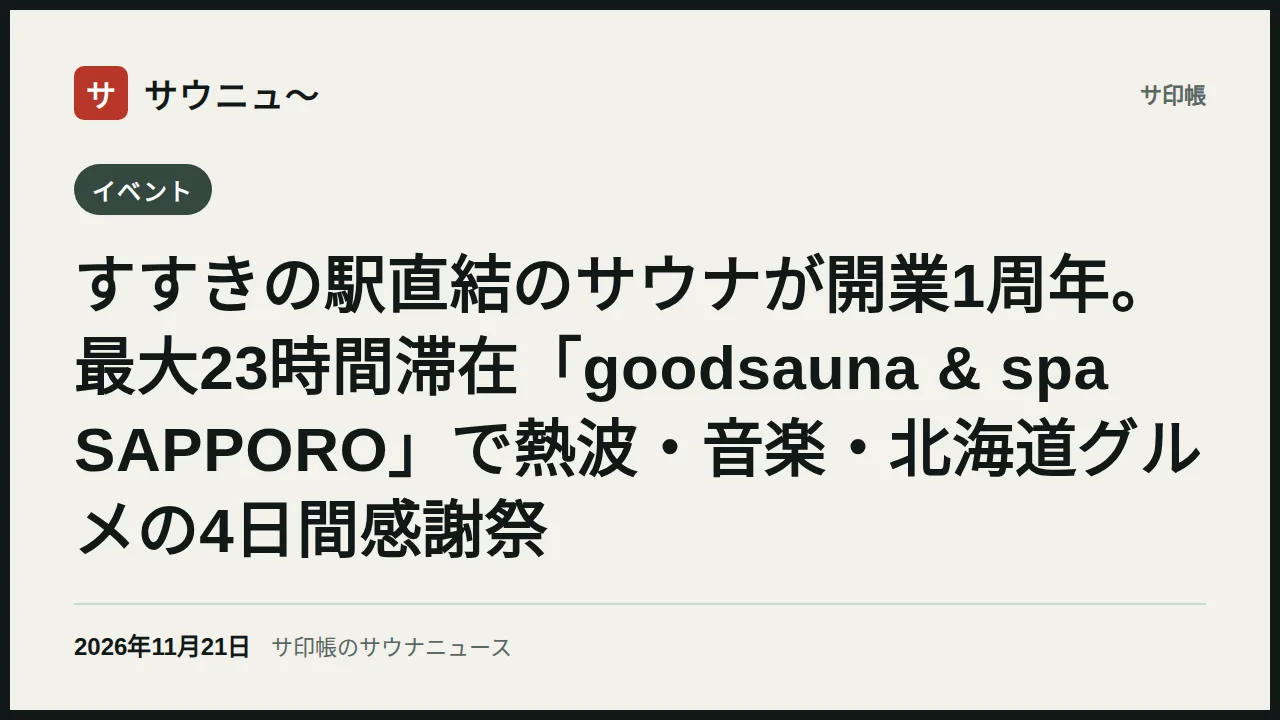 サ サウニュ〜
サ印帳
イベント
すすきの駅直結のサウナが開業1周年。
最大23時間滞在「goodsauna & spa
SAPPORO」で熱波・音楽・北海道グル
メの4日間感謝祭
2026年11月21日 サ印帳のサウナニュース